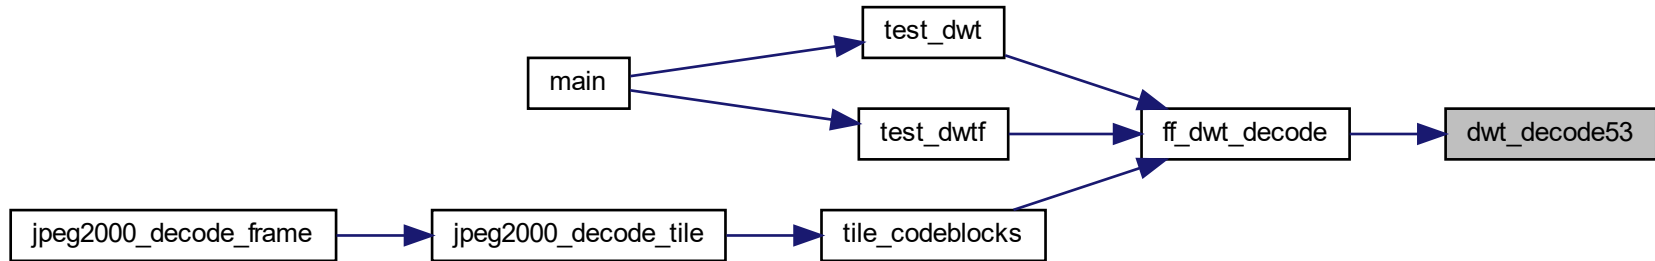 test_dwt
main
test_dwtf
ff_dwt_decode
dwt_decode53
jpeg2000_decode_frame
jpeg2000_decode_tile
tile_codeblocks